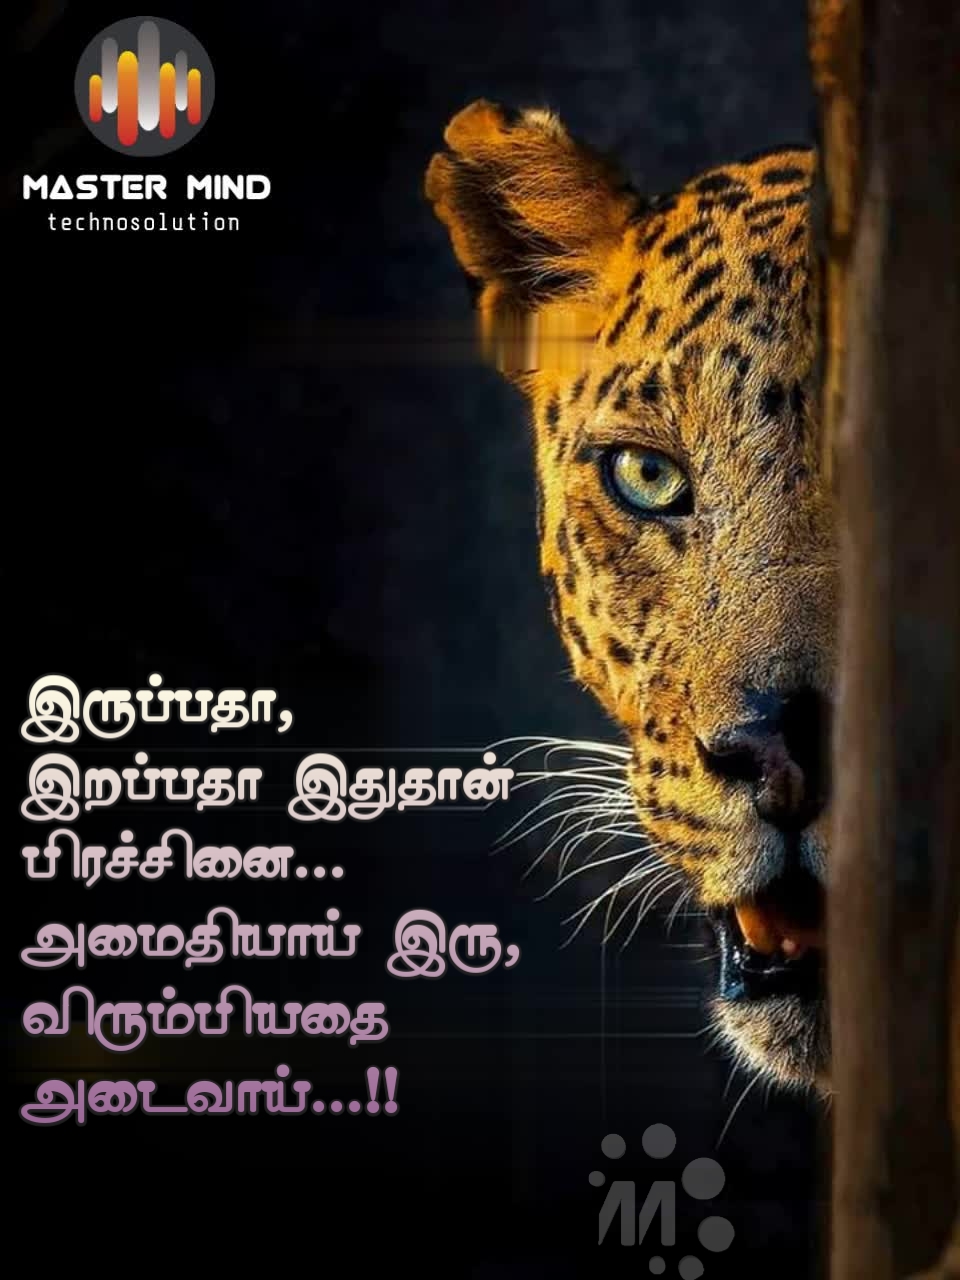 MASTER MIND
technosolution
இருப்பதா,
இறப்பதா இதுதான்
பிரச்சினை...
அமைதியாய் இரு,
விரும்பியதை
அடைவாய்...!!
M